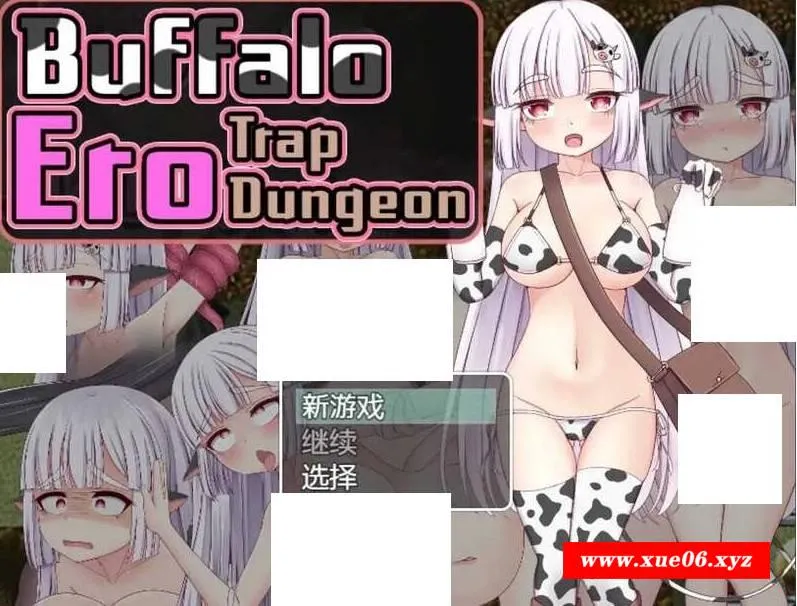 Buffalo
Ero Trap
Dungeon
新游戏
继续
选择
www.xue06.xyz